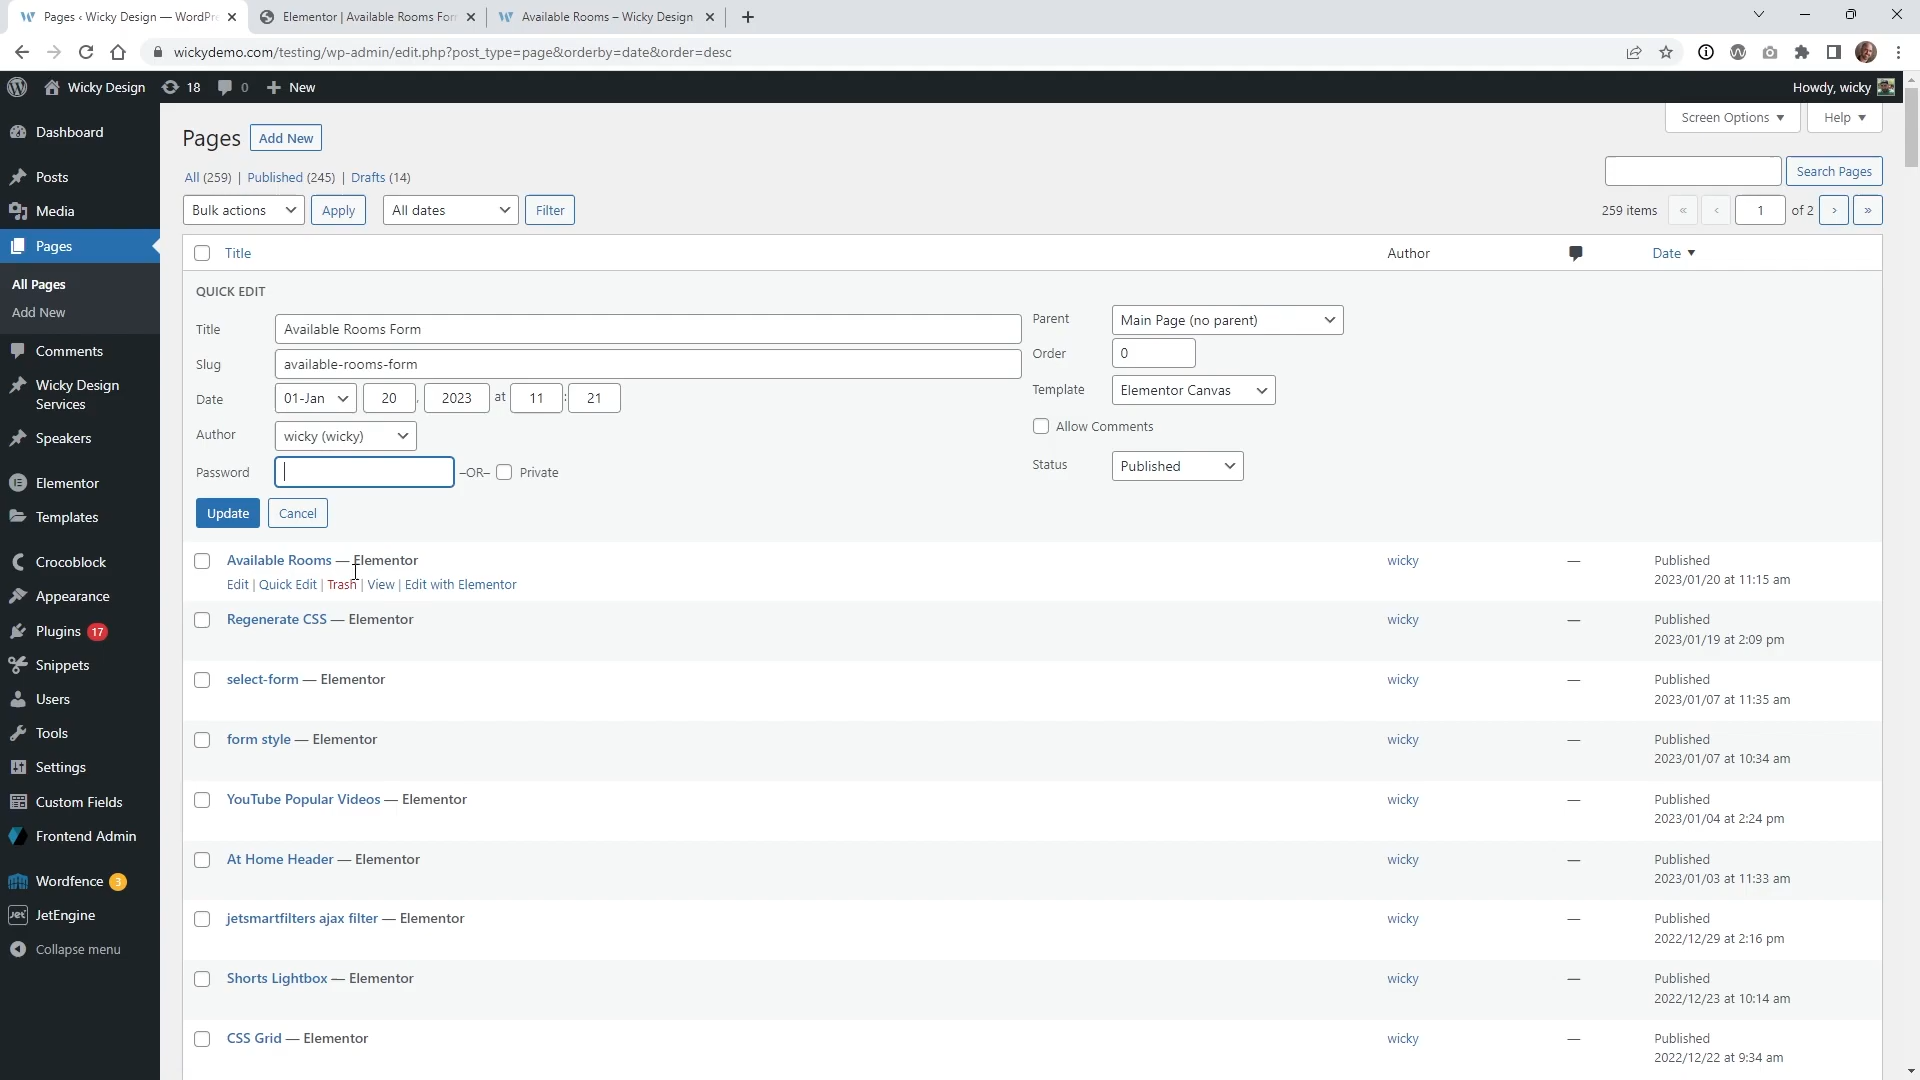 Pages ‹ Wicky Design — WordPre
Elementor | Available Rooms For
Available Rooms – Wicky Design
wickydemo.com/testing/wp-admin/edit.php?post_type=page&orderby=date&order=desc
Wicky Design
18
0
New
Howdy, wicky
Dashboard
Posts
Media
Pages
All Pages
Add New
Comments
Wicky Design
Services
Speakers
Elementor
Templates
Crocoblock
Appearance
Plugins 17
Snippets
Users
Tools
Settings
Custom Fields
Frontend Admin
Wordfence 3
JetEngine
Collapse menu
Pages Add New
Screen Options ▼ Help ▼
All (259) | Published (245) | Drafts (14)
Search Pages
Bulk actions Apply All dates Filter
259 items « ‹ 1 of 2 › »
Title Author Date ▼
QUICK EDIT
Title Available Rooms Form
Slug available-rooms-form
Date 01-Jan 20 , 2023 at 11 : 21
Author wicky (wicky)
Password –OR– Private
Parent Main Page (no parent)
Order 0
Template Elementor Canvas
Allow Comments
Status Published
Update Cancel
Available Rooms — Elementor wicky — Published
Edit | Quick Edit | Trash | View | Edit with Elementor 2023/01/20 at 11:15 am
Regenerate CSS — Elementor wicky — Published
2023/01/19 at 2:09 pm
select-form — Elementor wicky — Published
2023/01/07 at 11:35 am
form style — Elementor wicky — Published
2023/01/07 at 10:34 am
YouTube Popular Videos — Elementor wicky — Published
2023/01/04 at 2:24 pm
At Home Header — Elementor wicky — Published
2023/01/03 at 11:33 am
jetsmartfilters ajax filter — Elementor wicky — Published
2022/12/29 at 2:16 pm
Shorts Lightbox — Elementor wicky — Published
2022/12/23 at 10:14 am
CSS Grid — Elementor wicky — Published
2022/12/22 at 9:34 am